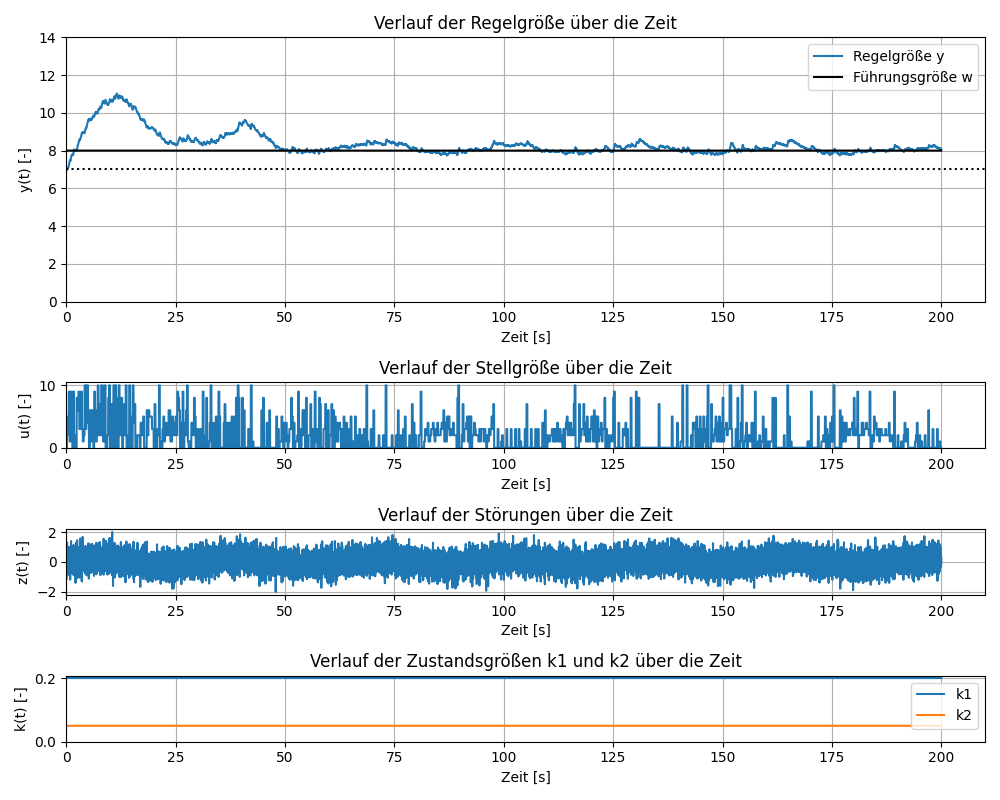 Verlauf der Regelgröße über die Zeit
14
12
10
8
6
4
2
0
y(t) [-]
Regelgröße y
Führungsgröße w
0 25 50 75 100 125 150 175 200
Zeit [s]
Verlauf der Stellgröße über die Zeit
10
0
u(t) [-]
0 25 50 75 100 125 150 175 200
Zeit [s]
Verlauf der Störungen über die Zeit
2
0
−2
z(t) [-]
0 25 50 75 100 125 150 175 200
Zeit [s]
Verlauf der Zustandsgrößen k1 und k2 über die Zeit
0.2
0.0
k(t) [-]
k1
k2
0 25 50 75 100 125 150 175 200
Zeit [s]